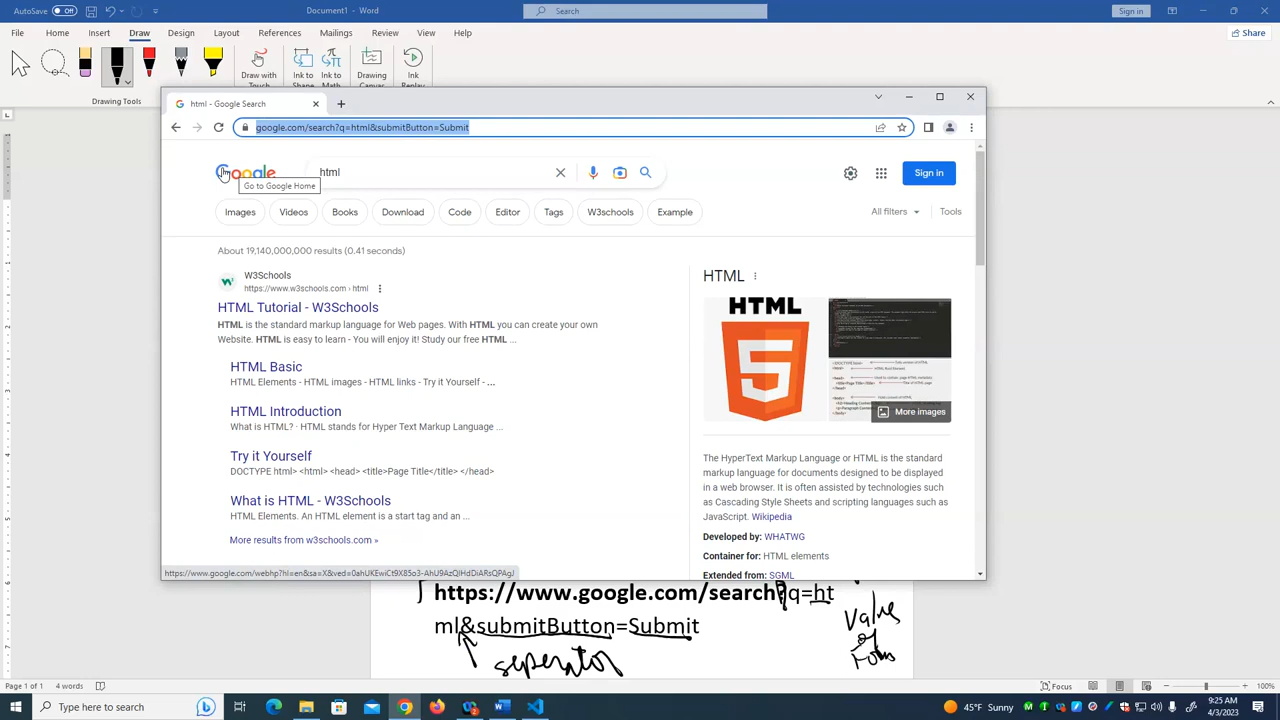 AutoSave Off Document1 - Word Search Sign in
File Home Insert Draw Design Layout References Mailings Review View Help Share
Draw with Touch Ink to Shape Ink to Math Drawing Canvas Ink Replay
Drawing Tools
html - Google Search
google.com/search?q=html&submitButton=Submit
Google html Sign in
Go to Google Home
Images Videos Books Download Code Editor Tags W3schools Example All filters Tools
About 19,140,000,000 results (0.41 seconds)
W3Schools
https://www.w3schools.com › html
HTML Tutorial - W3Schools
HTML is the standard markup language for Web pages. With HTML you can create your own
Website. HTML is easy to learn - You will enjoy it! Study our free HTML ...
HTML Basic
HTML Elements - HTML images - HTML links - Try it Yourself - ...
HTML Introduction
What is HTML? · HTML stands for Hyper Text Markup Language ...
Try it Yourself
DOCTYPE html> <html> <head> <title>Page Title</title> </head>
What is HTML - W3Schools
HTML Elements. An HTML element is a start tag and an ...
More results from w3schools.com »
HTML
HTML
5
More images
The HyperText Markup Language or HTML is the standard
markup language for documents designed to be displayed
in a web browser. It is often assisted by technologies such
as Cascading Style Sheets and scripting languages such as
JavaScript. Wikipedia
Developed by: WHATWG
Container for: HTML elements
Extended from: SGML
https://www.google.com/webhp?hl=en&sa=X&ved=0ahUKEwiCt9X85o3-AhU9AzQIHdDiARsQPAgJ
https://www.google.com/search?q=ht
ml&submitButton=Submit
seperator
values
of
Page 1 of 1 4 words Focus 100%
Type here to search 45°F Sunny 9:25 AM
4/3/2023